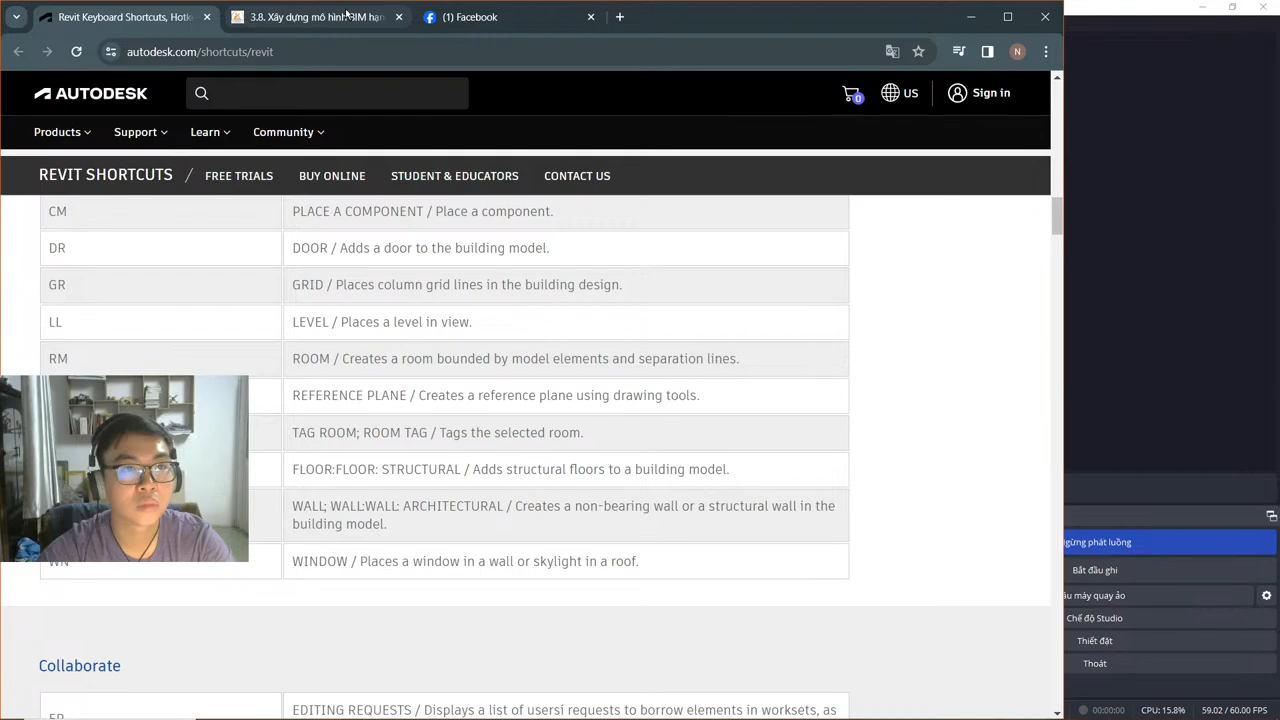 Revit Keyboard Shortcuts, Hotk
3.8. Xây dựng mô hình BIM hạn
(1) Facebook
autodesk.com/shortcuts/revit
N
AUTODESK
0
US
Sign in
Products
Support
Learn
Community
REVIT SHORTCUTS / FREE TRIALS BUY ONLINE STUDENT & EDUCATORS CONTACT US
CM PLACE A COMPONENT / Place a component.
DR DOOR / Adds a door to the building model.
GR GRID / Places column grid lines in the building design.
LL LEVEL / Places a level in view.
RM ROOM / Creates a room bounded by model elements and separation lines.
REFERENCE PLANE / Creates a reference plane using drawing tools.
TAG ROOM; ROOM TAG / Tags the selected room.
FLOOR:FLOOR: STRUCTURAL / Adds structural floors to a building model.
WALL; WALL:WALL: ARCHITECTURAL / Creates a non-bearing wall or a structural wall in the
building model.
WINDOW / Places a window in a wall or skylight in a roof.
Collaborate
EDITING REQUESTS / Displays a list of usersí requests to borrow elements in worksets, as
gừng phát luồng
Bắt đầu ghi
máy quay ảo
Chế độ Studio
Thiết đặt
Thoát
00:00:00
CPU: 15.8%
59.02 / 60.00 FPS